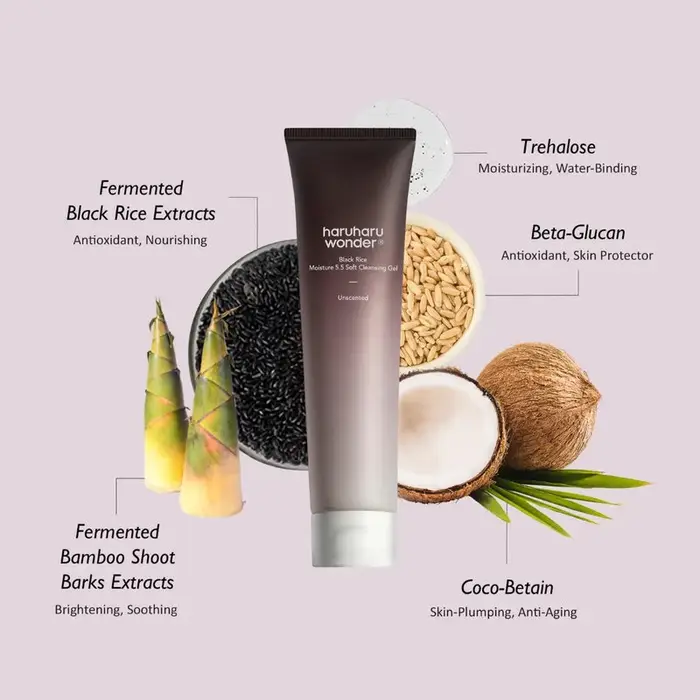 Trehalose
Moisturizing, Water-Binding
Fermented
Black Rice Extracts
Antioxidant, Nourishing
haruharu
wonder®
Black Rice
Moisture 5.5 Soft Cleansing Gel
Unscented
Beta-Glucan
Antioxidant, Skin Protector
Fermented
Bamboo Shoot
Barks Extracts
Brightening, Soothing
Coco-Betain
Skin-Plumping, Anti-Aging